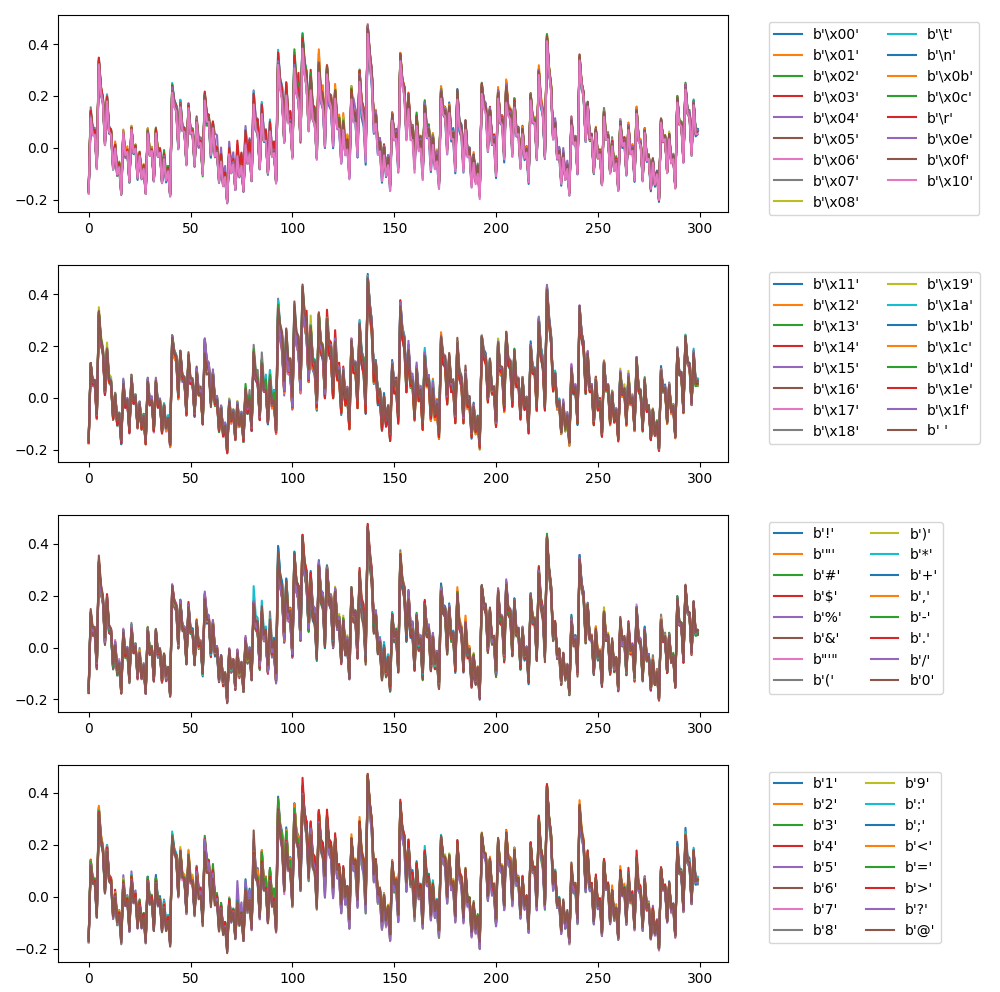 0.4
0.2
0.0
−0.2
0 50 100 150 200 250 300
b'\x00' b'\t'
b'\x01' b'\n'
b'\x02' b'\x0b'
b'\x03' b'\x0c'
b'\x04' b'\r'
b'\x05' b'\x0e'
b'\x06' b'\x0f'
b'\x07' b'\x10'
b'\x08'
0.4
0.2
0.0
−0.2
0 50 100 150 200 250 300
b'\x11' b'\x19'
b'\x12' b'\x1a'
b'\x13' b'\x1b'
b'\x14' b'\x1c'
b'\x15' b'\x1d'
b'\x16' b'\x1e'
b'\x17' b'\x1f'
b'\x18' b' '
0.4
0.2
0.0
−0.2
0 50 100 150 200 250 300
b'!' b')'
b'"' b'*'
b'#' b'+'
b'$' b','
b'%' b'-'
b'&' b'.'
b"'" b'/'
b'(' b'0'
0.4
0.2
0.0
−0.2
0 50 100 150 200 250 300
b'1' b'9'
b'2' b':'
b'3' b';'
b'4' b'<'
b'5' b'='
b'6' b'>'
b'7' b'?'
b'8' b'@'